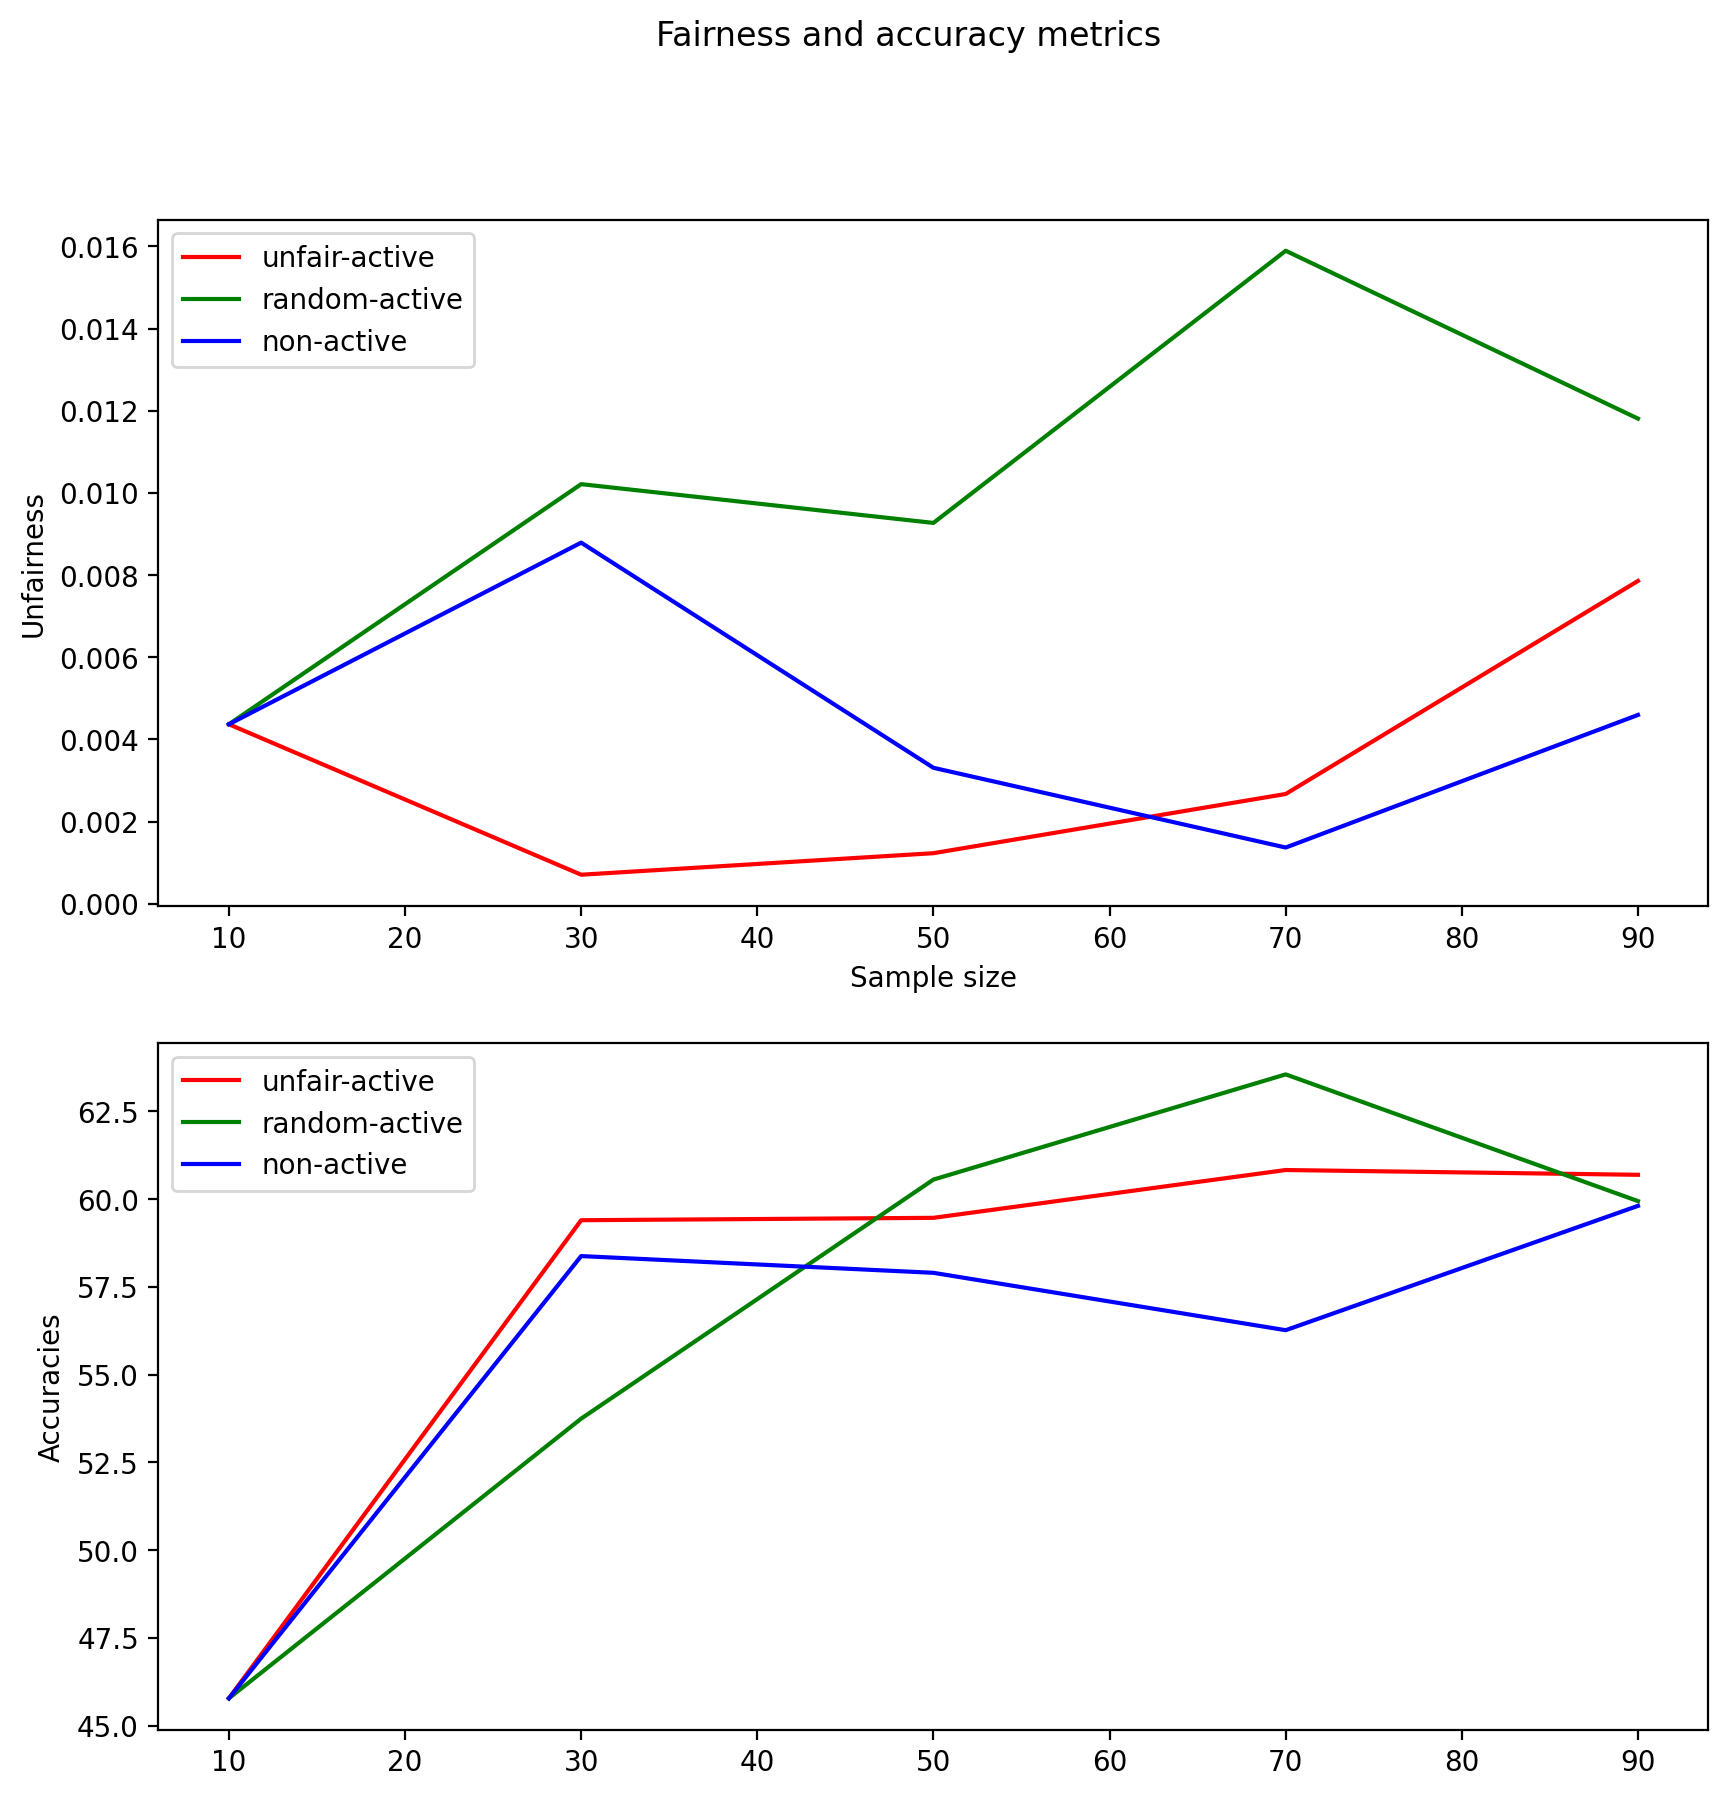 Fairness and accuracy metrics
unfair-active
random-active
non-active
0.016
0.014
0.012
0.010
0.008
0.006
0.004
0.002
0.000
Unfairness
10 20 30 40 50 60 70 80 90
Sample size
unfair-active
random-active
non-active
62.5
60.0
57.5
55.0
52.5
50.0
47.5
45.0
Accuracies
10 20 30 40 50 60 70 80 90